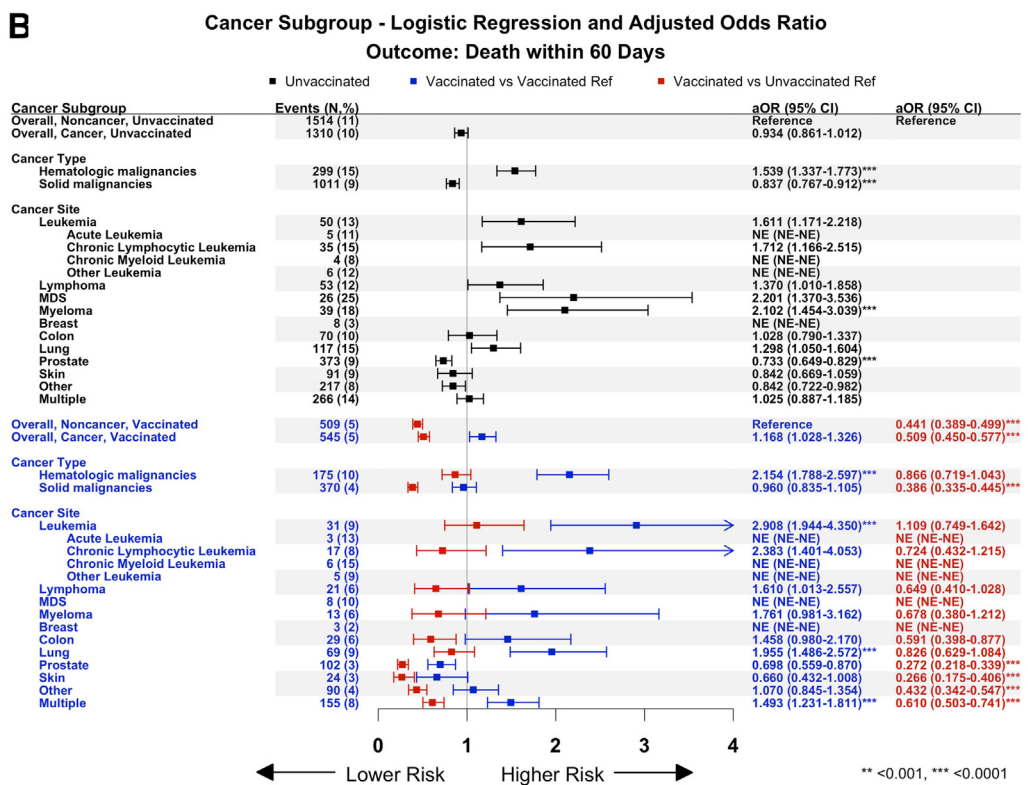 B
Cancer Subgroup - Logistic Regression and Adjusted Odds Ratio
Outcome: Death within 60 Days
Unvaccinated Vaccinated vs Vaccinated Ref Vaccinated vs Unvaccinated Ref
Cancer Subgroup Events (N,%) aOR (95% CI) aOR (95% CI)
Overall, Noncancer, Unvaccinated 1514 (11) Reference Reference
Overall, Cancer, Unvaccinated 1310 (10) 0.934 (0.861-1.012)
Cancer Type
Hematologic malignancies 299 (15) 1.539 (1.337-1.773)***
Solid malignancies 1011 (9) 0.837 (0.767-0.912)***
Cancer Site
Leukemia 50 (13) 1.611 (1.171-2.218)
Acute Leukemia 5 (11) NE (NE-NE)
Chronic Lymphocytic Leukemia 35 (15) 1.712 (1.166-2.515)
Chronic Myeloid Leukemia 4 (8) NE (NE-NE)
Other Leukemia 6 (12) NE (NE-NE)
Lymphoma 53 (12) 1.370 (1.010-1.858)
MDS 26 (25) 2.201 (1.370-3.536)
Myeloma 39 (18) 2.102 (1.454-3.039)***
Breast 8 (3) NE (NE-NE)
Colon 70 (10) 1.028 (0.790-1.337)
Lung 117 (15) 1.298 (1.050-1.604)
Prostate 373 (9) 0.733 (0.649-0.829)***
Skin 91 (9) 0.842 (0.669-1.059)
Other 217 (8) 0.842 (0.722-0.982)
Multiple 266 (14) 1.025 (0.887-1.185)
Overall, Noncancer, Vaccinated 509 (5) Reference 0.441 (0.389-0.499)***
Overall, Cancer, Vaccinated 545 (5) 1.168 (1.028-1.326) 0.509 (0.450-0.577)***
Cancer Type
Hematologic malignancies 175 (10) 2.154 (1.788-2.597)*** 0.866 (0.719-1.043)
Solid malignancies 370 (4) 0.960 (0.835-1.105) 0.386 (0.335-0.445)***
Cancer Site
Leukemia 31 (9) 2.908 (1.944-4.350)*** 1.109 (0.749-1.642)
Acute Leukemia 3 (13) NE (NE-NE) NE (NE-NE)
Chronic Lymphocytic Leukemia 17 (8) 2.383 (1.401-4.053) 0.724 (0.432-1.215)
Chronic Myeloid Leukemia 6 (15) NE (NE-NE) NE (NE-NE)
Other Leukemia 5 (9) NE (NE-NE) NE (NE-NE)
Lymphoma 21 (6) 1.610 (1.013-2.557) 0.649 (0.410-1.028)
MDS 8 (10) NE (NE-NE) NE (NE-NE)
Myeloma 13 (6) 1.761 (0.981-3.162) 0.678 (0.380-1.212)
Breast 3 (2) NE (NE-NE) NE (NE-NE)
Colon 29 (6) 1.458 (0.980-2.170) 0.591 (0.398-0.877)
Lung 69 (9) 1.955 (1.486-2.572)*** 0.826 (0.629-1.084)
Prostate 102 (3) 0.698 (0.559-0.870) 0.272 (0.218-0.339)***
Skin 24 (3) 0.660 (0.432-1.008) 0.266 (0.175-0.406)***
Other 90 (4) 1.070 (0.845-1.354) 0.432 (0.342-0.547)***
Multiple 155 (8) 1.493 (1.231-1.811)*** 0.610 (0.503-0.741)***
0 1 2 3 4
Lower Risk Higher Risk
** <0.001, *** <0.0001